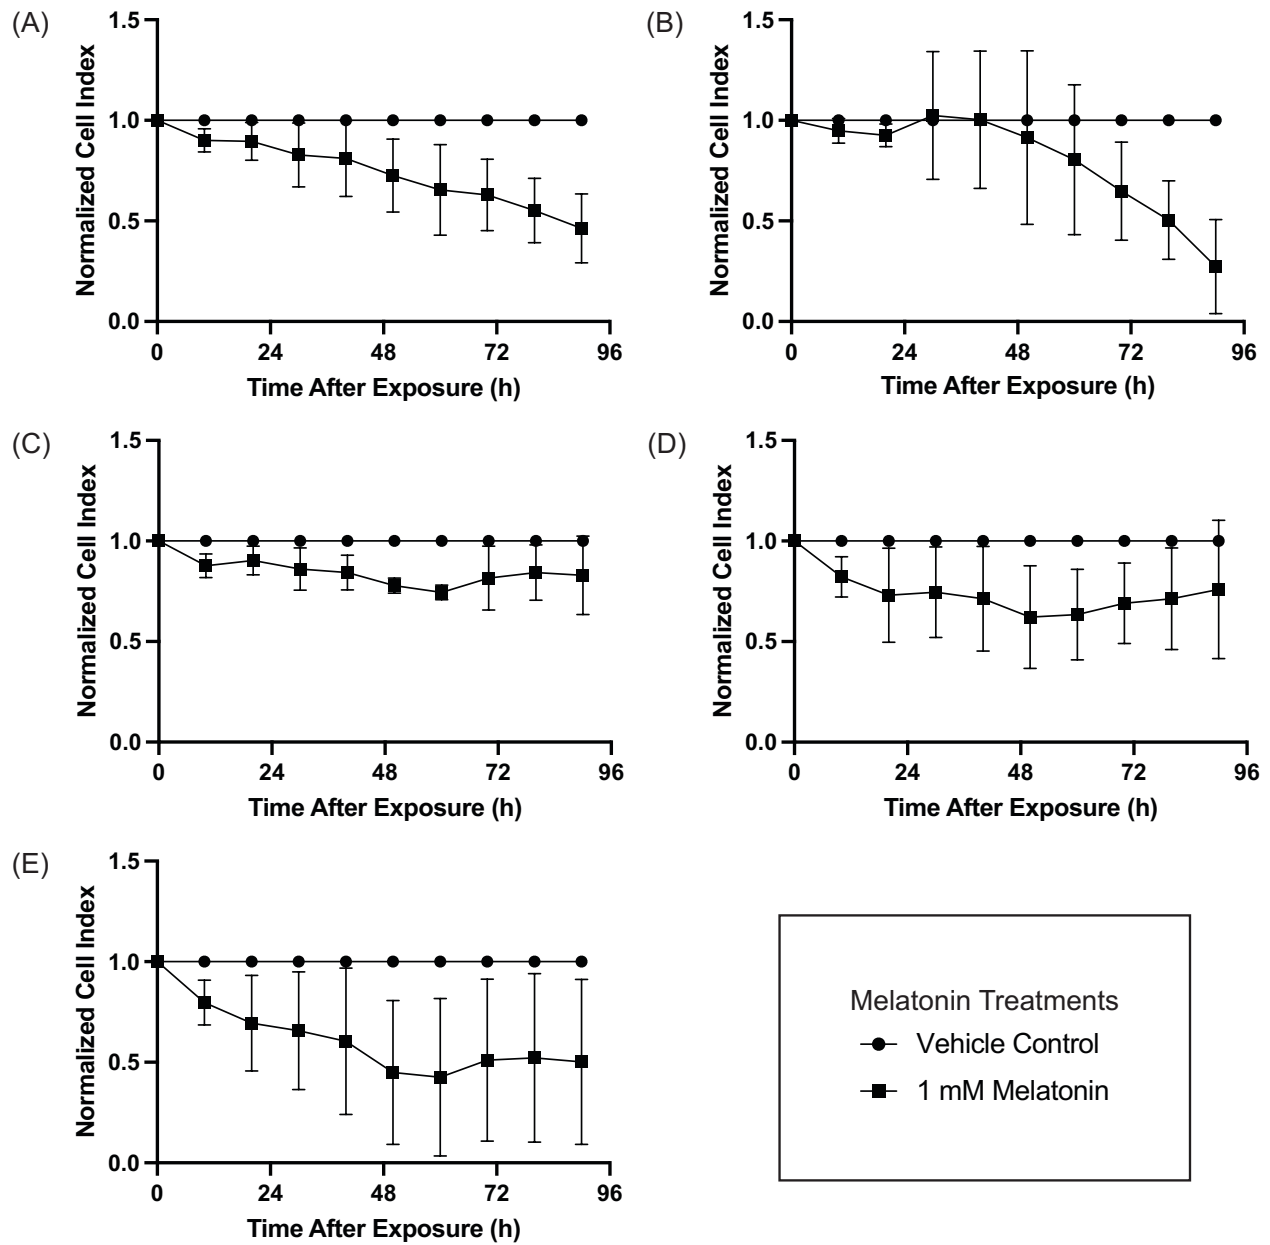 (A)
1.5
1.0
0.5
0.0
Normalized Cell Index
0 24 48 72 96
Time After Exposure (h)
(B)
1.5
1.0
0.5
0.0
Normalized Cell Index
0 24 48 72 96
Time After Exposure (h)
(C)
1.5
1.0
0.5
0.0
Normalized Cell Index
0 24 48 72 96
Time After Exposure (h)
(D)
1.5
1.0
0.5
0.0
Normalized Cell Index
0 24 48 72 96
Time After Exposure (h)
(E)
1.5
1.0
0.5
0.0
Normalized Cell Index
0 24 48 72 96
Time After Exposure (h)
Melatonin Treatments
Vehicle Control
1 mM Melatonin